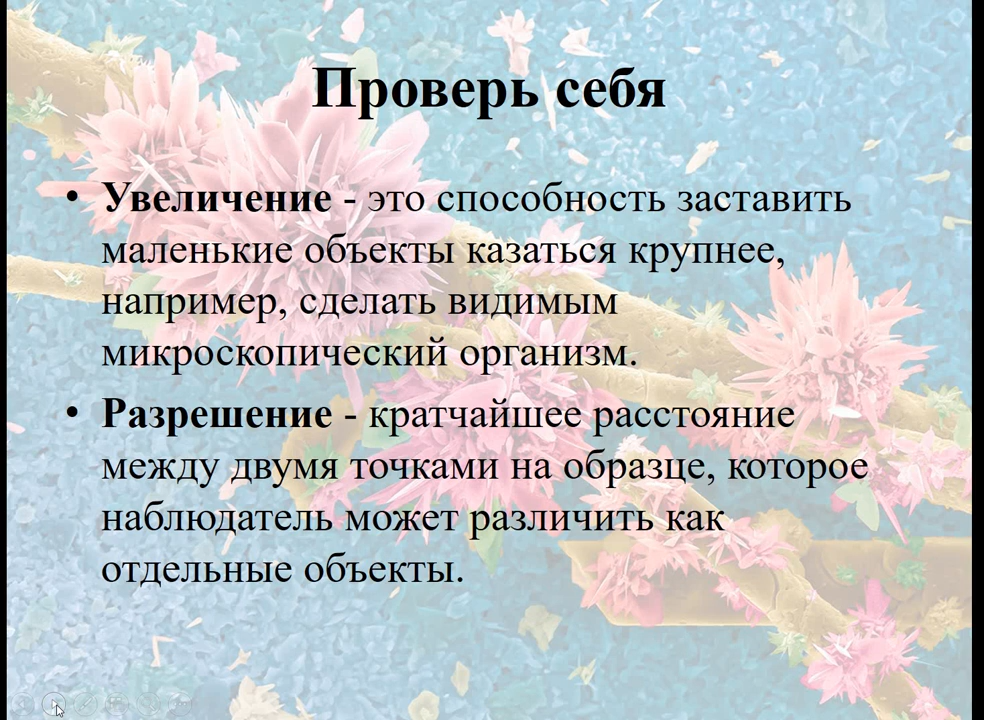 Проверь себя
• Увеличение - это способность заставить
маленькие объекты казаться крупнее,
например, сделать видимым
микроскопический организм.
• Разрешение - кратчайшее расстояние
между двумя точками на образце, которое
наблюдатель может различить как
отдельные объекты.